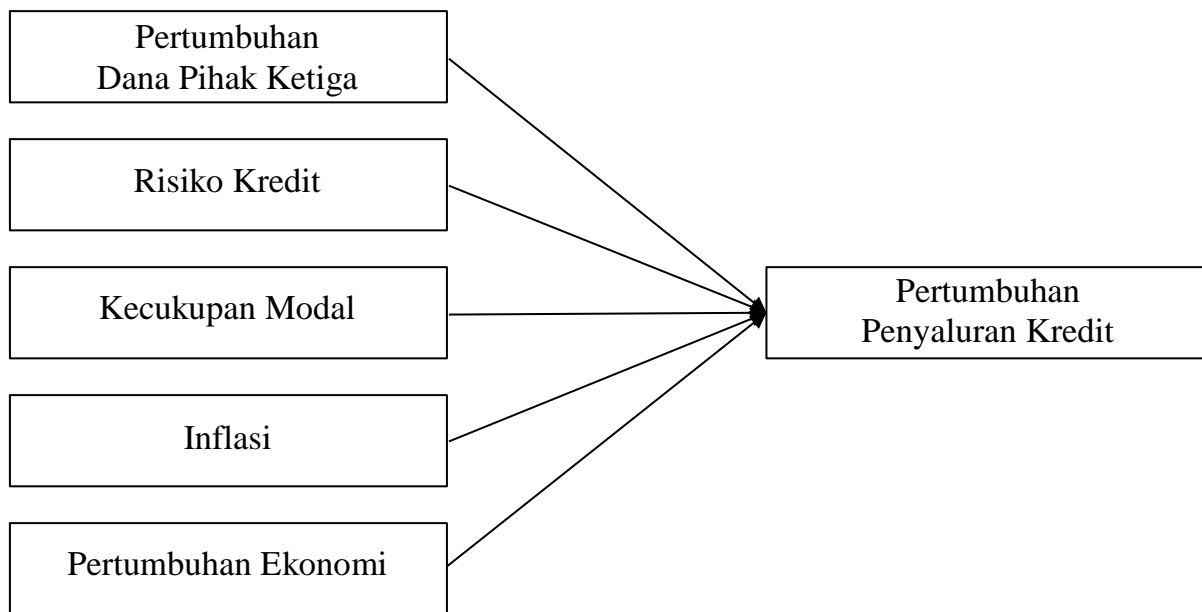 Pertumbuhan
Dana Pihak Ketiga
Risiko Kredit
Kecukupan Modal
Inflasi
Pertumbuhan Ekonomi
Pertumbuhan
Penyaluran Kredit